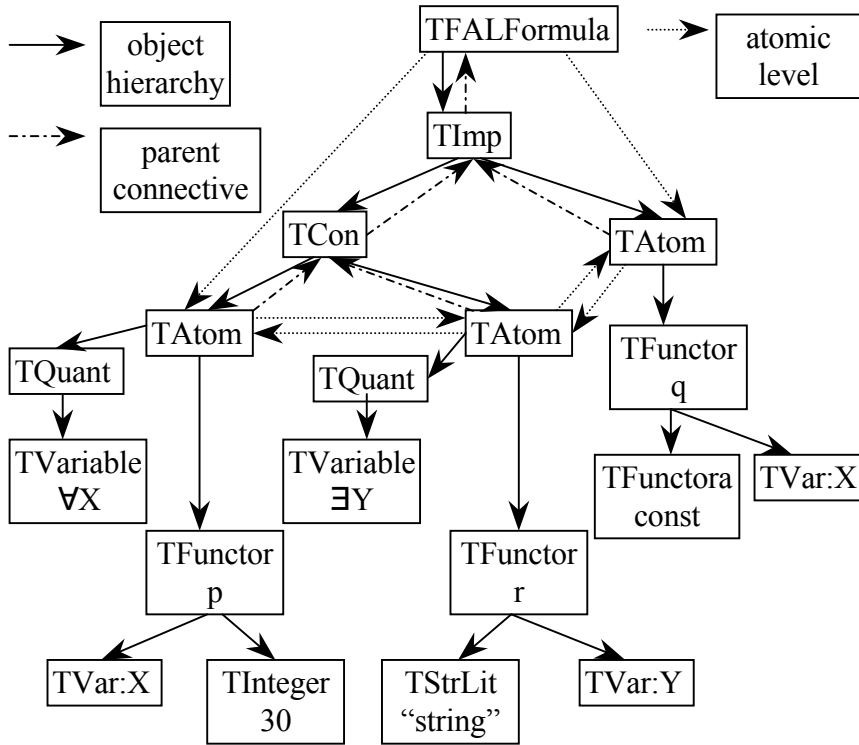 object
hierarchy
TFALFormula
atomic
level
parent
connective
TImp
TCon
TAtom
TAtom
TAtom
TQuant
TQuant
TFunctor
q
TVariable
∀X
TVariable
∃Y
TFunctora
const
TVar:X
TFunctor
p
TFunctor
r
TVar:X
TInteger
30
TStrLit
“string”
TVar:Y